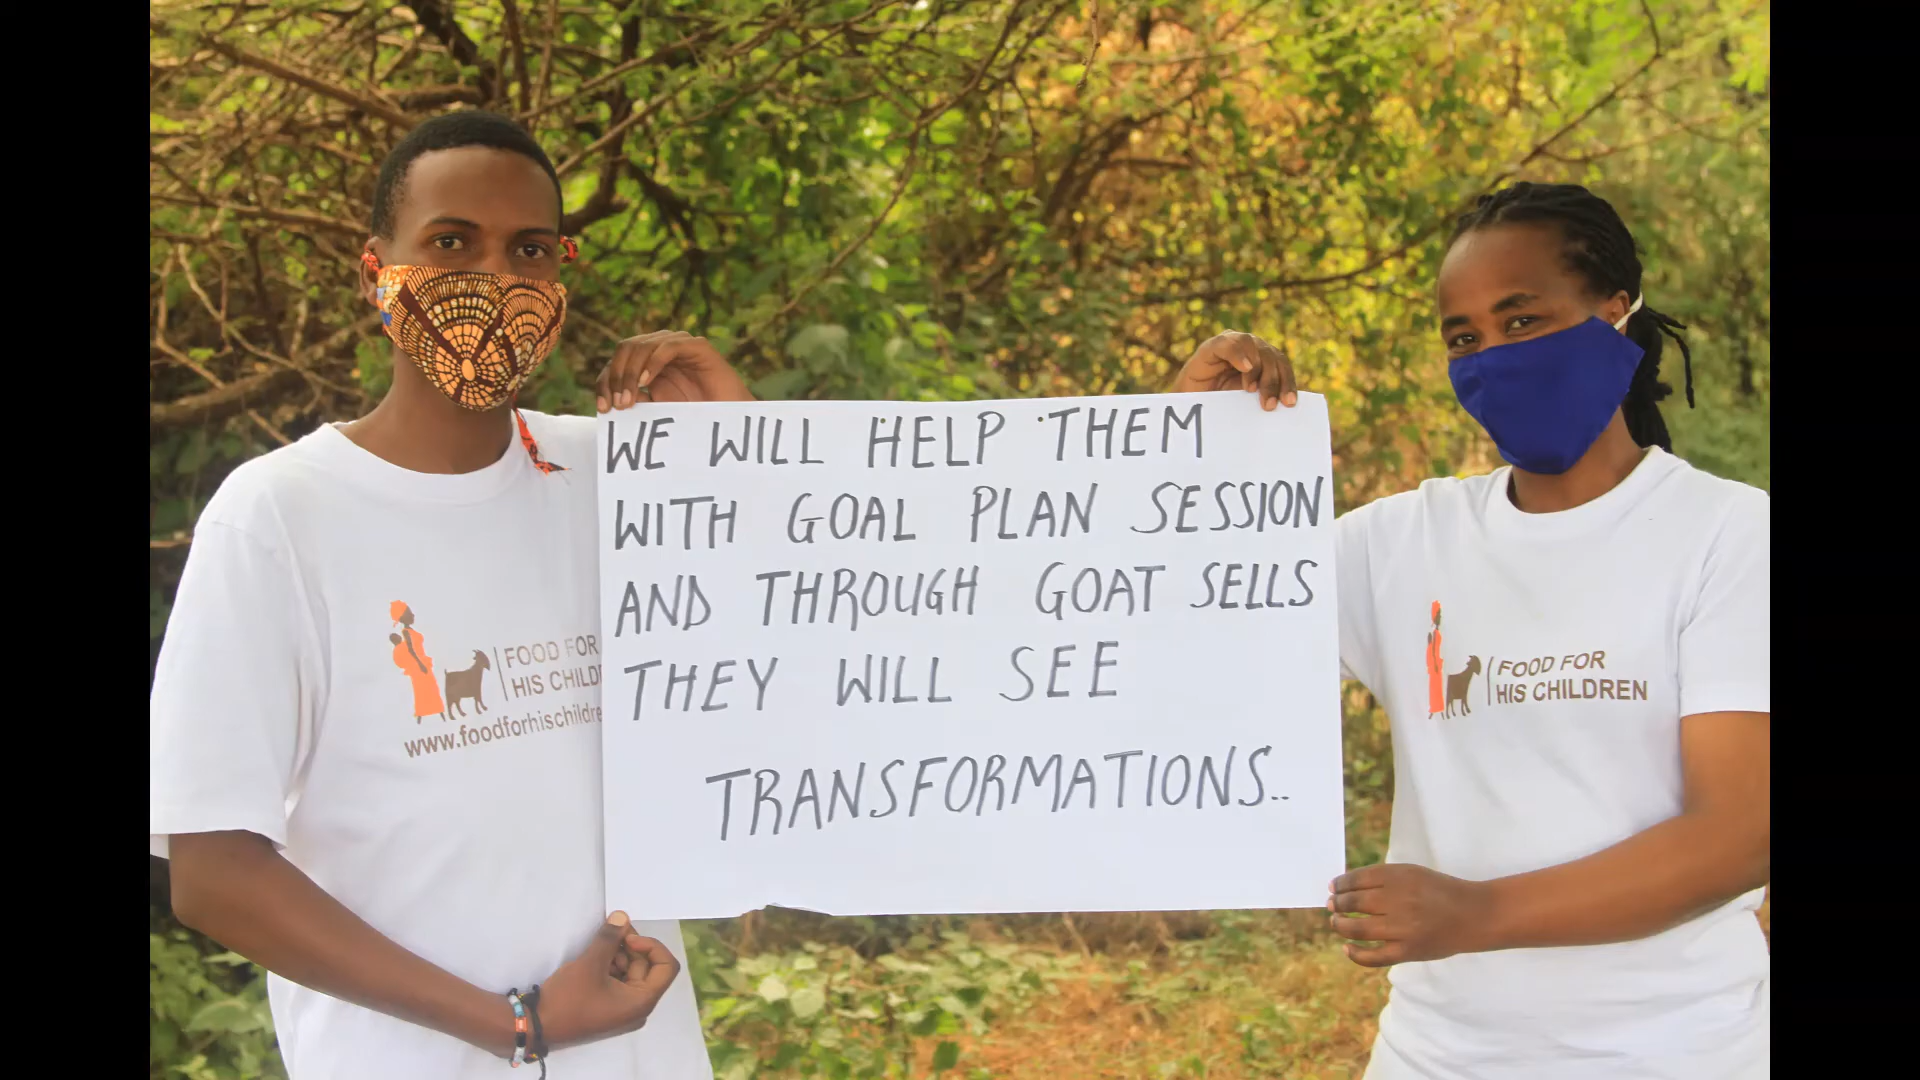 WE WILL HELP THEM
WITH GOAL PLAN SESSION
AND THROUGH GOAT SELLS
THEY WILL SEE
TRANSFORMATIONS..
FOOD FOR
HIS CHILD
www.foodforhischildre
FOOD FOR
HIS CHILDREN